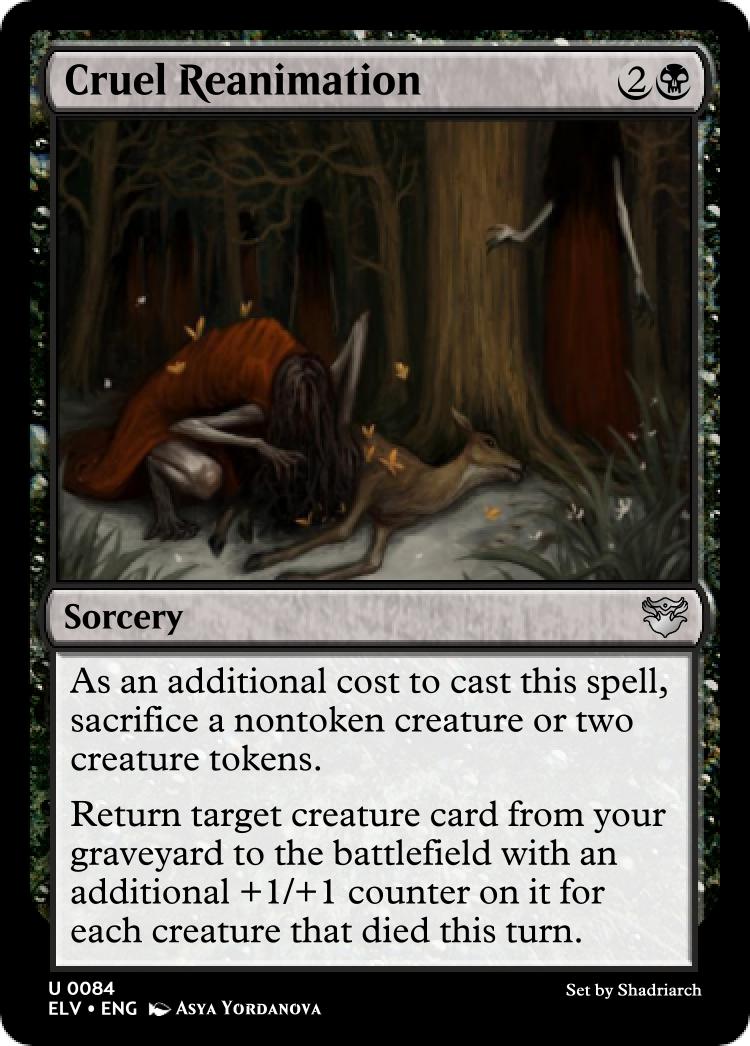 Cruel Reanimation 2
Sorcery
As an additional cost to cast this spell,
sacrifice a nontoken creature or two
creature tokens.
Return target creature card from your
graveyard to the battlefield with an
additional +1/+1 counter on it for
each creature that died this turn.
U 0084
Set by Shadriarch
ELV • ENG Asya Yordanova